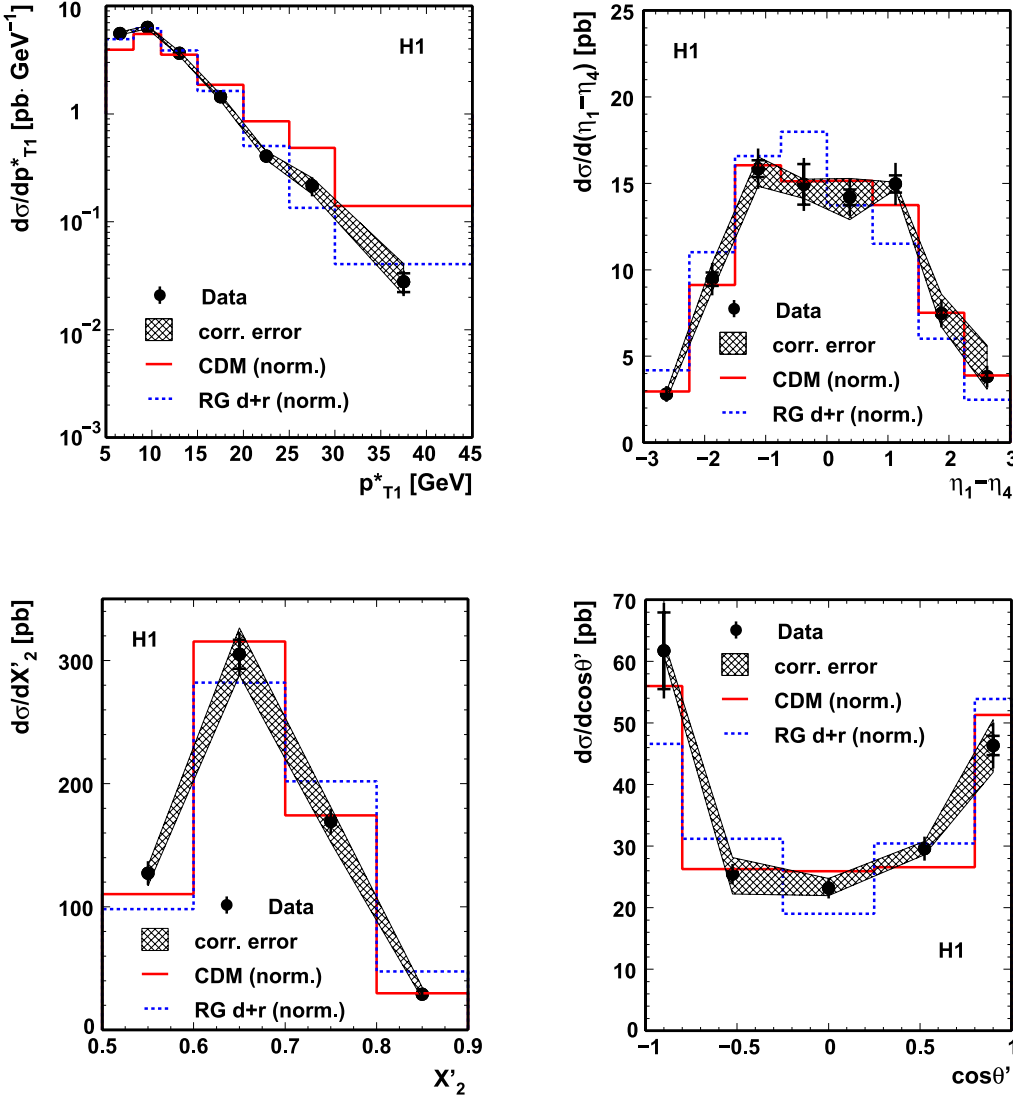 dσ/dp*T1 [pb· GeV⁻¹]
10
1
10⁻¹
10⁻²
10⁻³
H1
Data
corr. error
CDM (norm.)
RG d+r (norm.)
5 10 15 20 25 30 35 40 45
p*T1 [GeV]
dσ/d(η1−η4) [pb]
25
20
15
10
5
0
H1
Data
corr. error
CDM (norm.)
RG d+r (norm.)
−3 −2 −1 0 1 2 3
η1−η4
dσ/dX'2 [pb]
300
200
100
0
H1
Data
corr. error
CDM (norm.)
RG d+r (norm.)
0.5 0.6 0.7 0.8 0.9
X'2
dσ/dcosθ' [pb]
70
60
50
40
30
20
10
0
Data
corr. error
CDM (norm.)
RG d+r (norm.)
H1
−1 −0.5 0 0.5 1
cosθ'